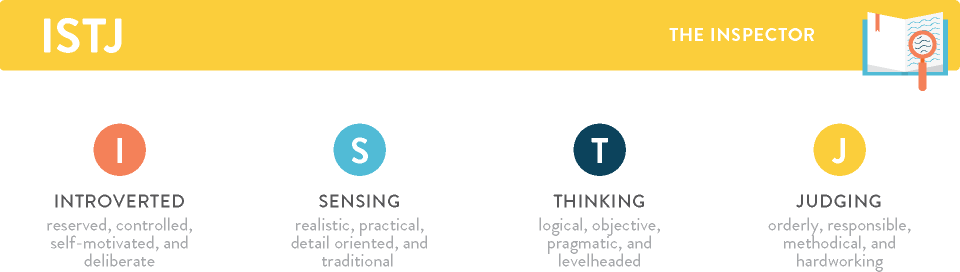 ISTJ
THE INSPECTOR
I
S
T
J
INTROVERTED
reserved, controlled,
self-motivated, and
deliberate
SENSING
realistic, practical,
detail oriented, and
traditional
THINKING
logical, objective,
pragmatic, and
levelheaded
JUDGING
orderly, responsible,
methodical, and
hardworking